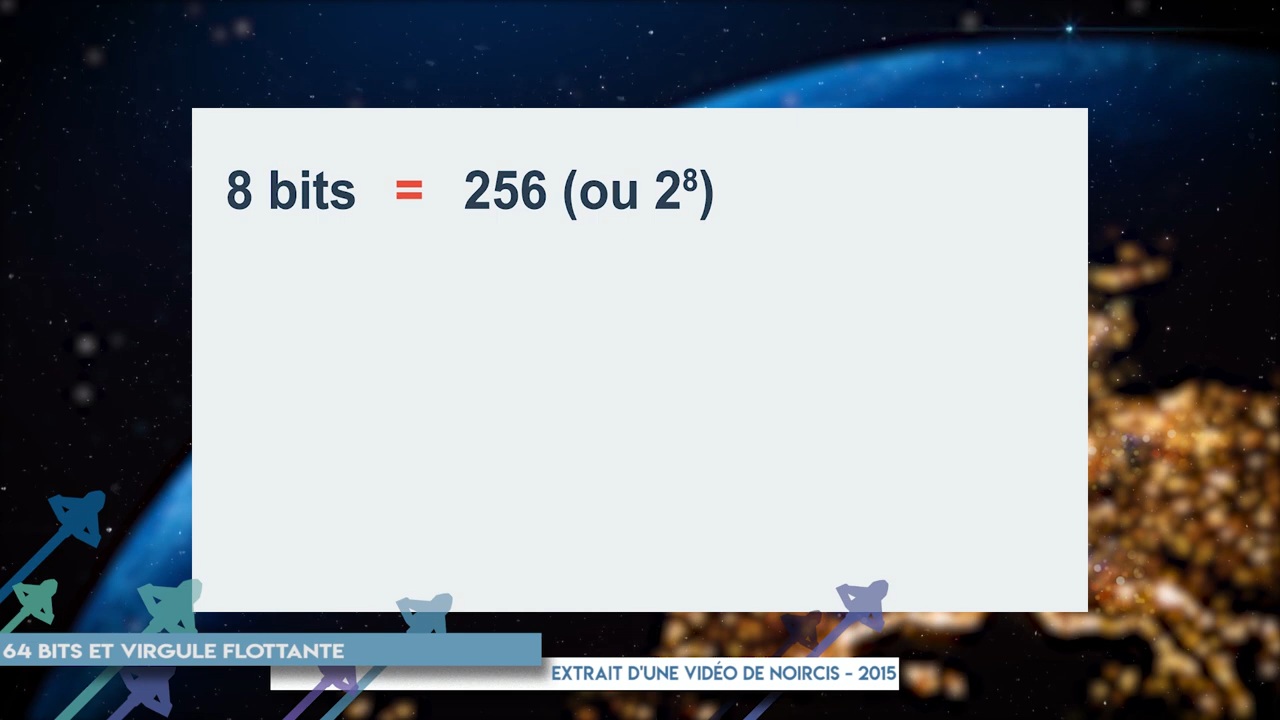 8 bits = 256 (ou 2⁸)
64 BITS ET VIRGULE FLOTTANTE
EXTRAIT D'UNE VIDÉO DE NOIRCIS - 2015